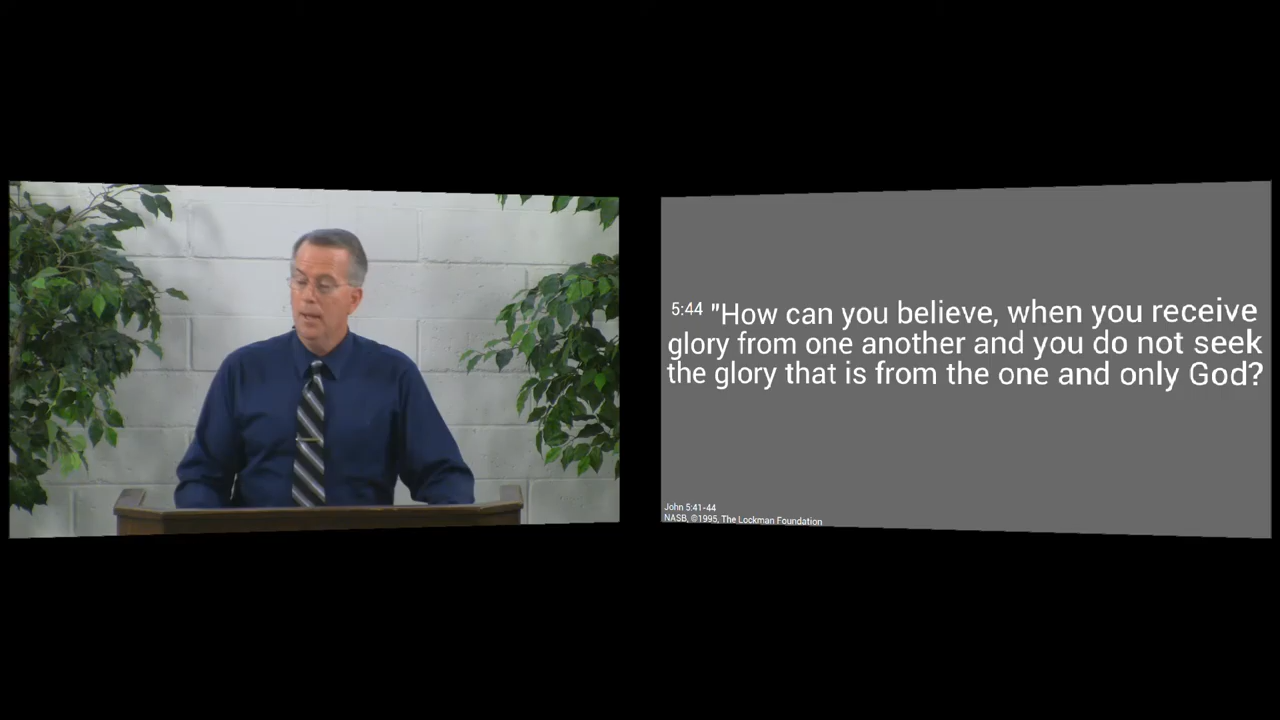 5:44 "How can you believe, when you receive
glory from one another and you do not seek
the glory that is from the one and only God?
John 5:41-44
NASB, ©1995, The Lockman Foundation